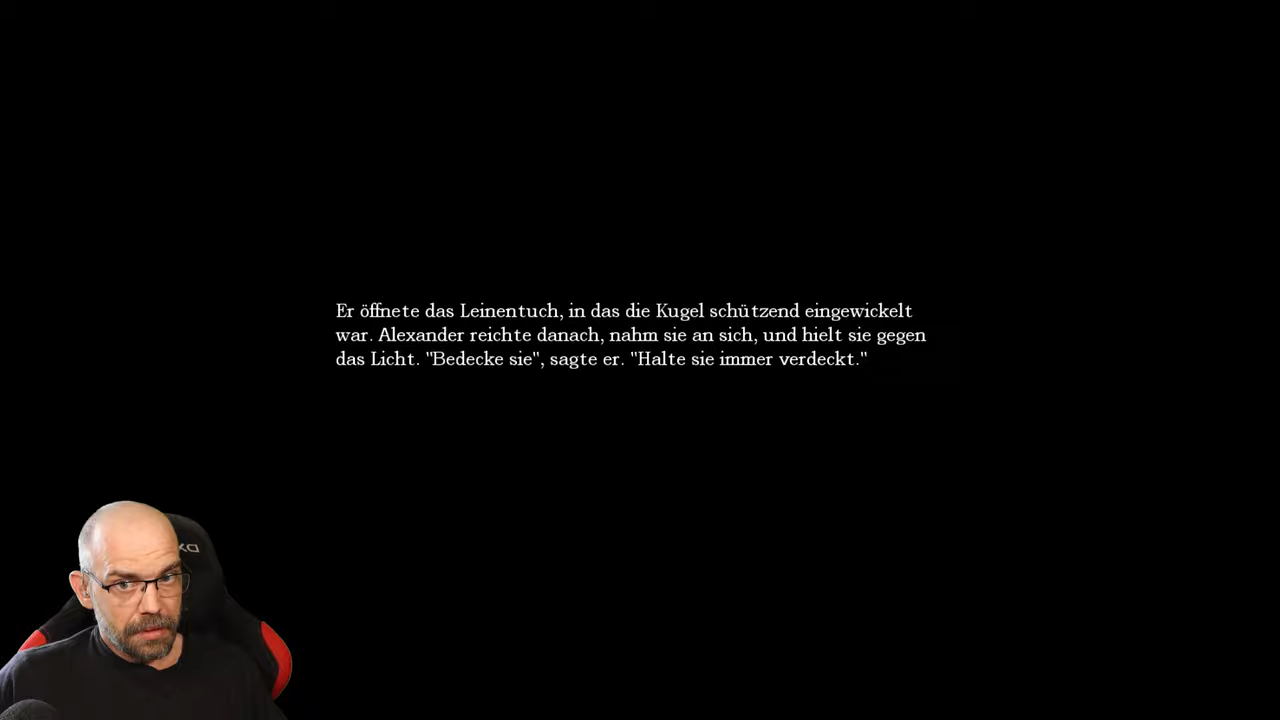 Er öffnete das Leinentuch, in das die Kugel schützend eingewickelt
war. Alexander reichte danach, nahm sie an sich, und hielt sie gegen
das Licht. "Bedecke sie", sagte er. "Halte sie immer verdeckt."